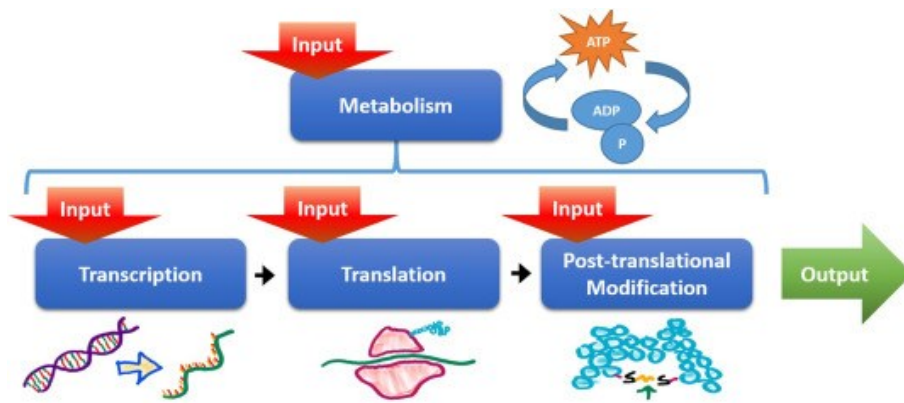 Input
ATP
Metabolism
ADP
P
Input
Input
Input
Transcription
Translation
Post-translational
Modification
Output